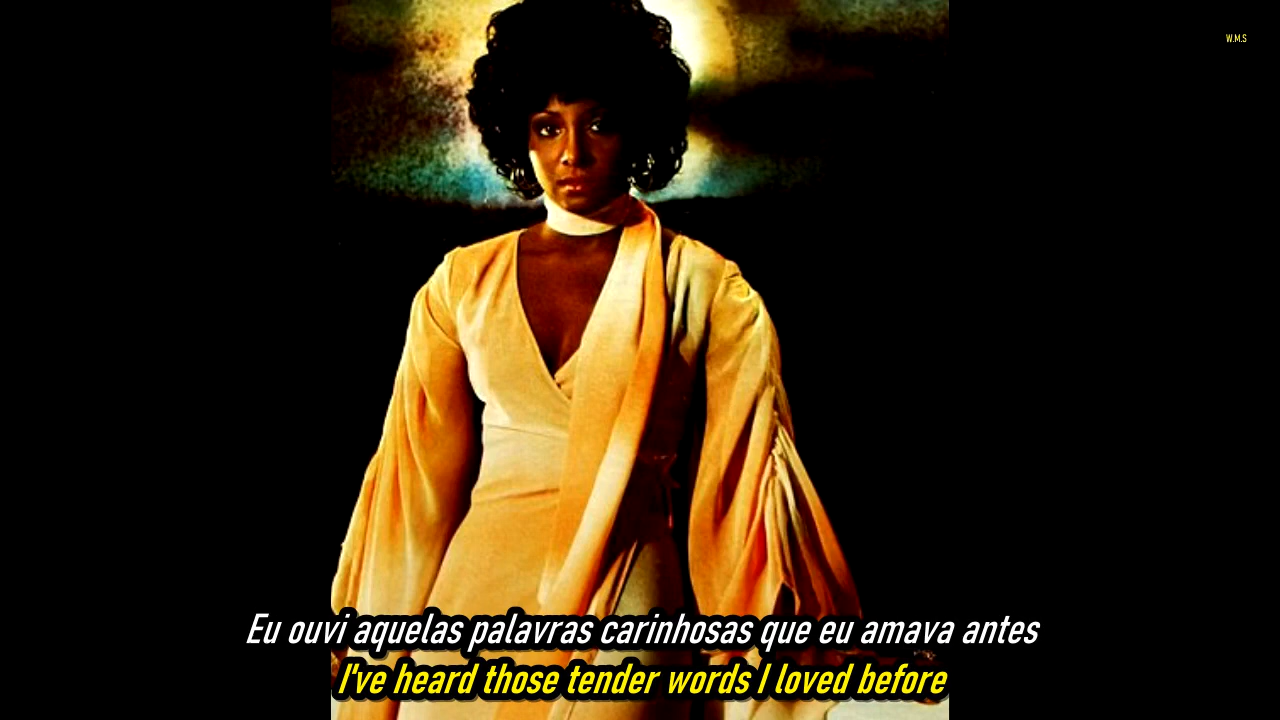 W.M.S
Eu ouvi aquelas palavras carinhosas que eu amava antes
I've heard those tender words I loved before